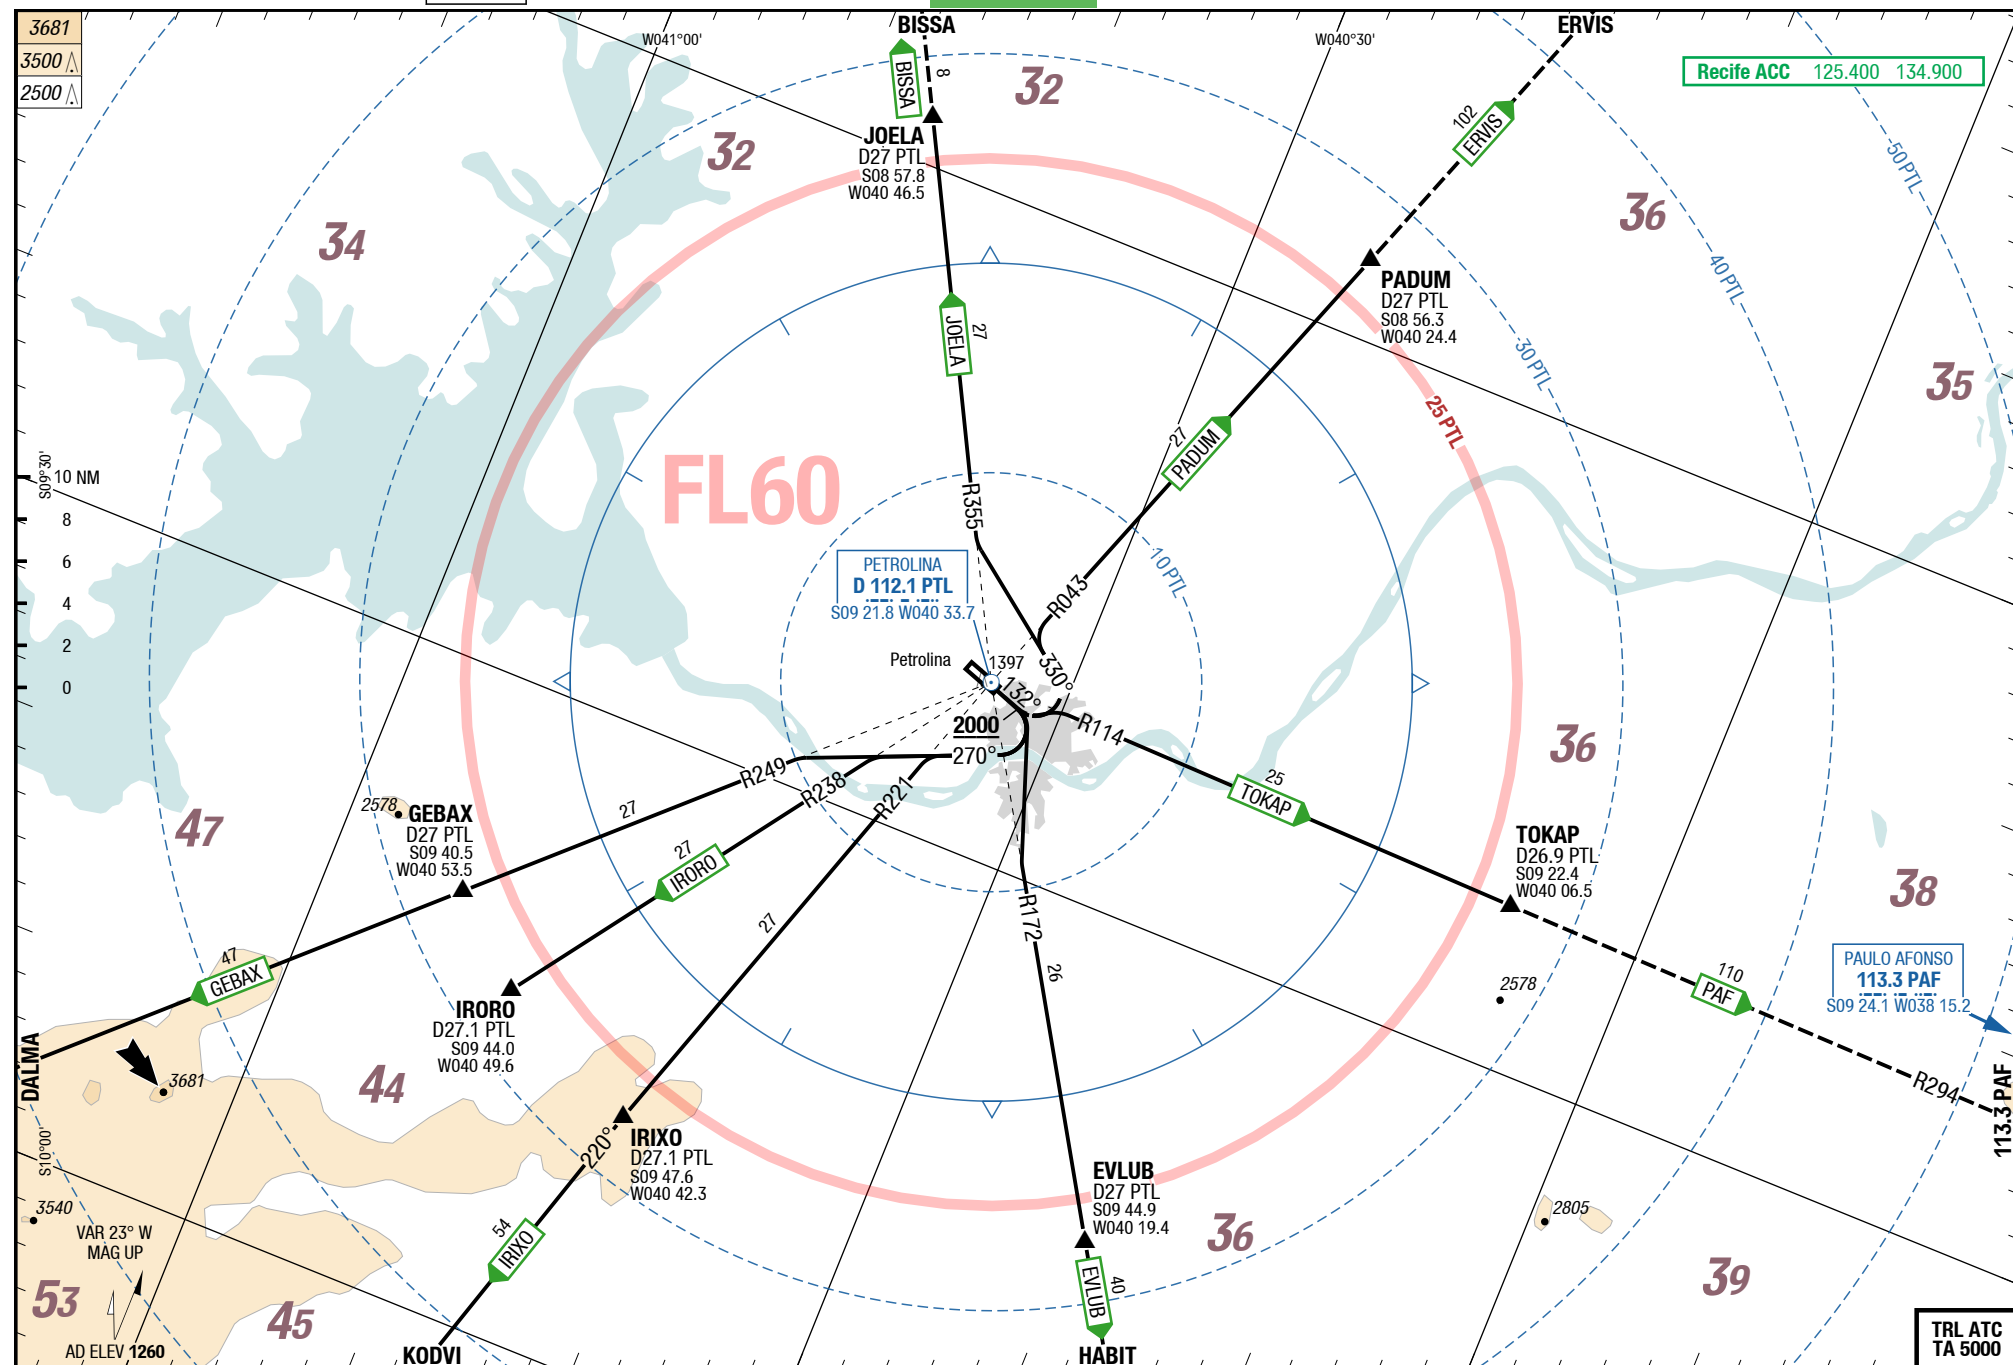 3681
3500
2500
W041°00'
BISSA
W040°30'
ERVIS
Recife ACC 125.400 134.900
BISSA
8
32
32
JOELA
D27 PTL
S08 57.8
W040 46.5
102
ERVIS
50 PTL
34
36
40 PTL
PADUM
D27 PTL
S08 56.3
W040 24.4
JOELA
27
30 PTL
35
25 PTL
27
PADUM
S09°30'
10 NM
8
6
4
2
0
FL60
R355
10 PTL
PETROLINA
D 112.1 PTL
S09 21.8 W040 33.7
R043
Petrolina
1397
330°
132°
2000
270°
R114
R249
R238
R221
25
TOKAP
36
47
2578
GEBAX
D27 PTL
S09 40.5
W040 53.5
27
27
IRORO
27
TOKAP
D26.9 PTL
S09 22.4
W040 06.5
38
R172
26
47
GEBAX
IRORO
D27.1 PTL
S09 44.0
W040 49.6
2578
110
PAF
PAULO AFONSO
113.3 PAF
S09 24.1 W038 15.2
DALMA
3681
44
R294
113.3 PAF
S10°00'
220°
IRIXO
D27.1 PTL
S09 47.6
W040 42.3
EVLUB
D27 PTL
S09 44.9
W040 19.4
3540
VAR 23° W
MAG UP
54
IRIXO
36
2805
39
53
45
EVLUB
40
AD ELEV 1260
KODVI
HABIT
TRL ATC
TA 5000